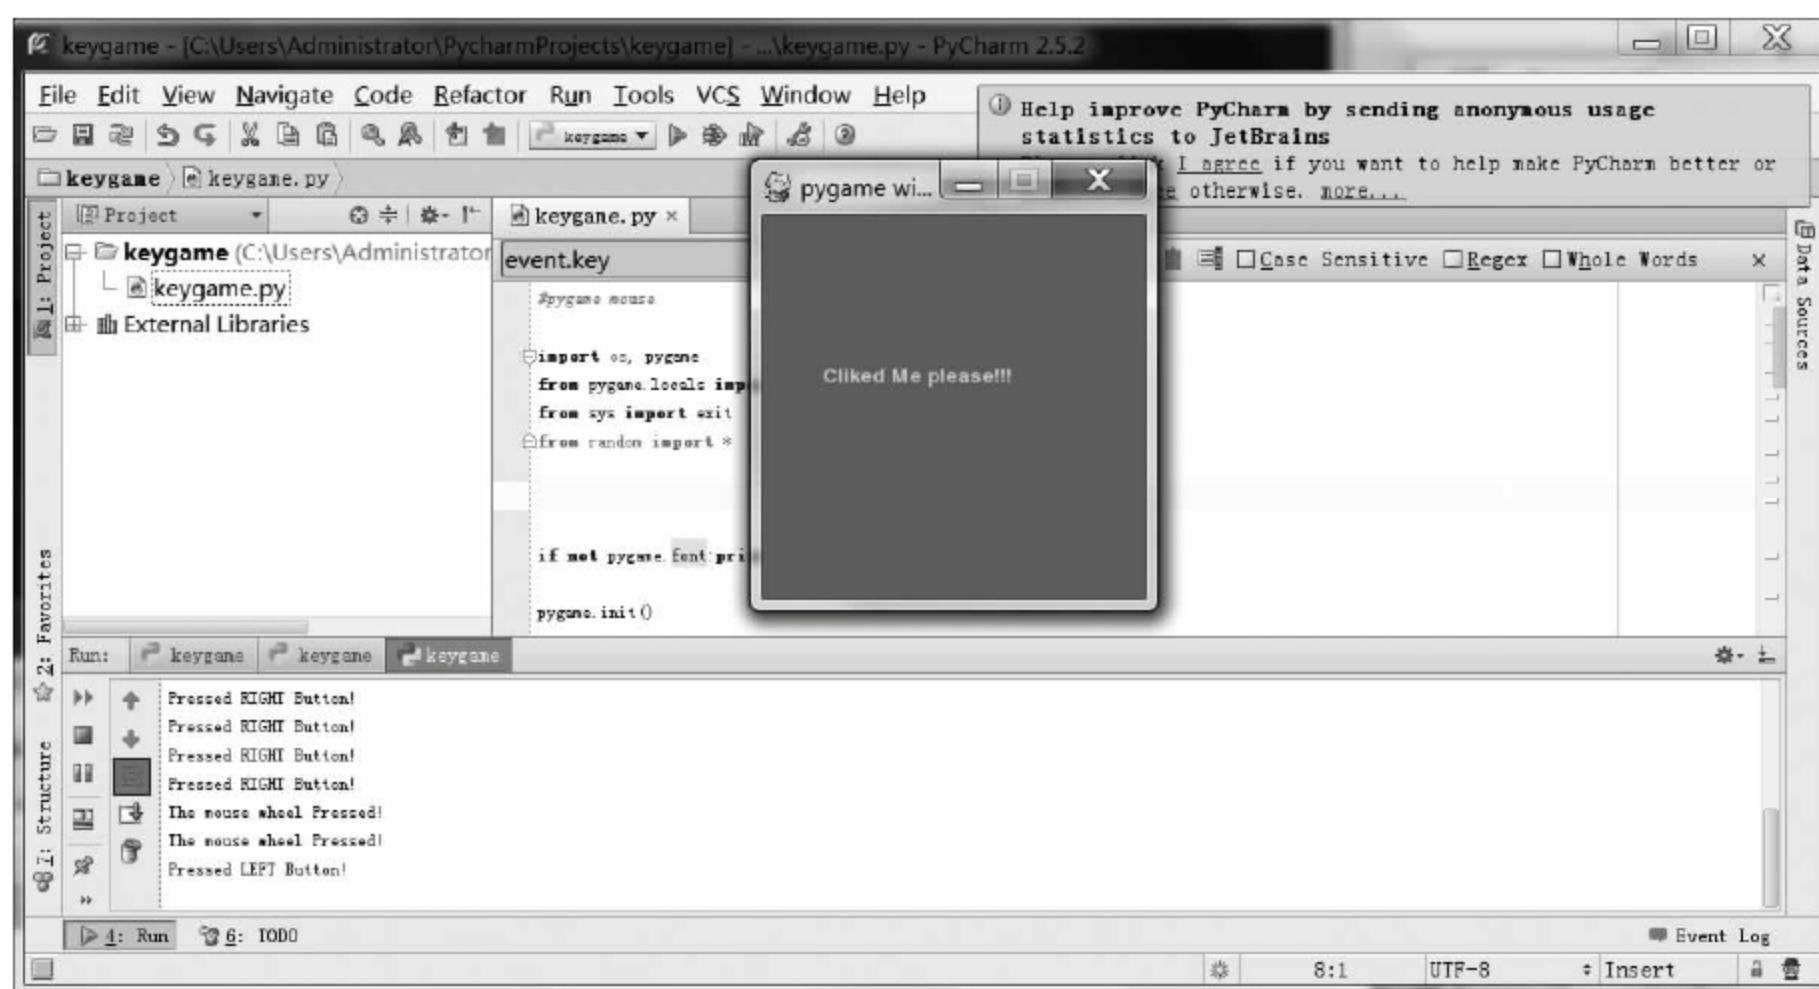 keygame - [C:\Users\Administrator\PycharmProjects\keygame] - ...\keygame.py - PyCharm 2.5.2
File Edit View Navigate Code Refactor Run Tools VCS Window Help
keygame
Help improve PyCharm by sending anonymous usage
statistics to JetBrains
I agree if you want to help make PyCharm better or
otherwise. more...
keygame keygame.py
pygame wi...
1: Project
Project
keygame.py
keygame (C:\Users\Administrator
keygame.py
External Libraries
event.key
Case Sensitive Regex Whole Words
Data Sources
#pygame mouse
import os, pygame
from pygame.locals imp
from sys import exit
from random import *
if not pygame.font:pri
pygame.init()
Cliked Me please!!!
2: Favorites
7: Structure
Run: keygame keygame keygame
Pressed RIGHT Button!
Pressed RIGHT Button!
Pressed RIGHT Button!
Pressed RIGHT Button!
The mouse wheel Pressed!
The mouse wheel Pressed!
Pressed LEFT Button!
4: Run 6: TODO
Event Log
8:1 UTF-8 Insert